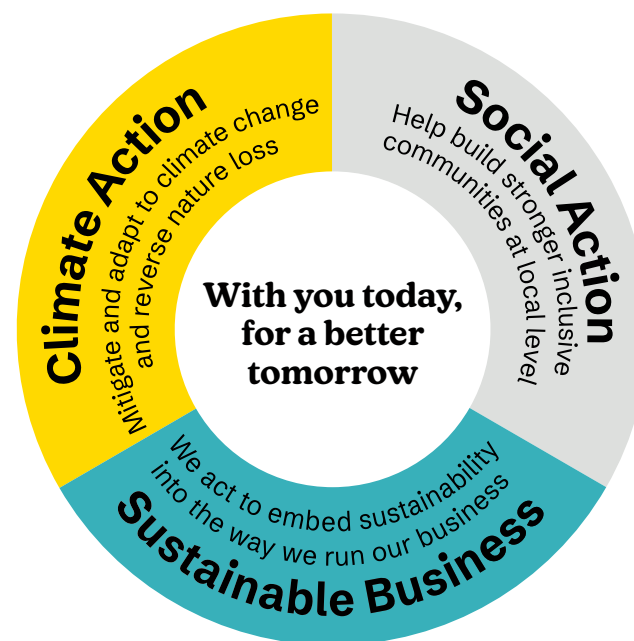 Climate Action
Mitigate and adapt to climate change
and reverse nature loss
Social Action
Help build stronger inclusive
communities at local level
With you today,
for a better
tomorrow
We act to embed sustainability
into the way we run our business
Sustainable Business